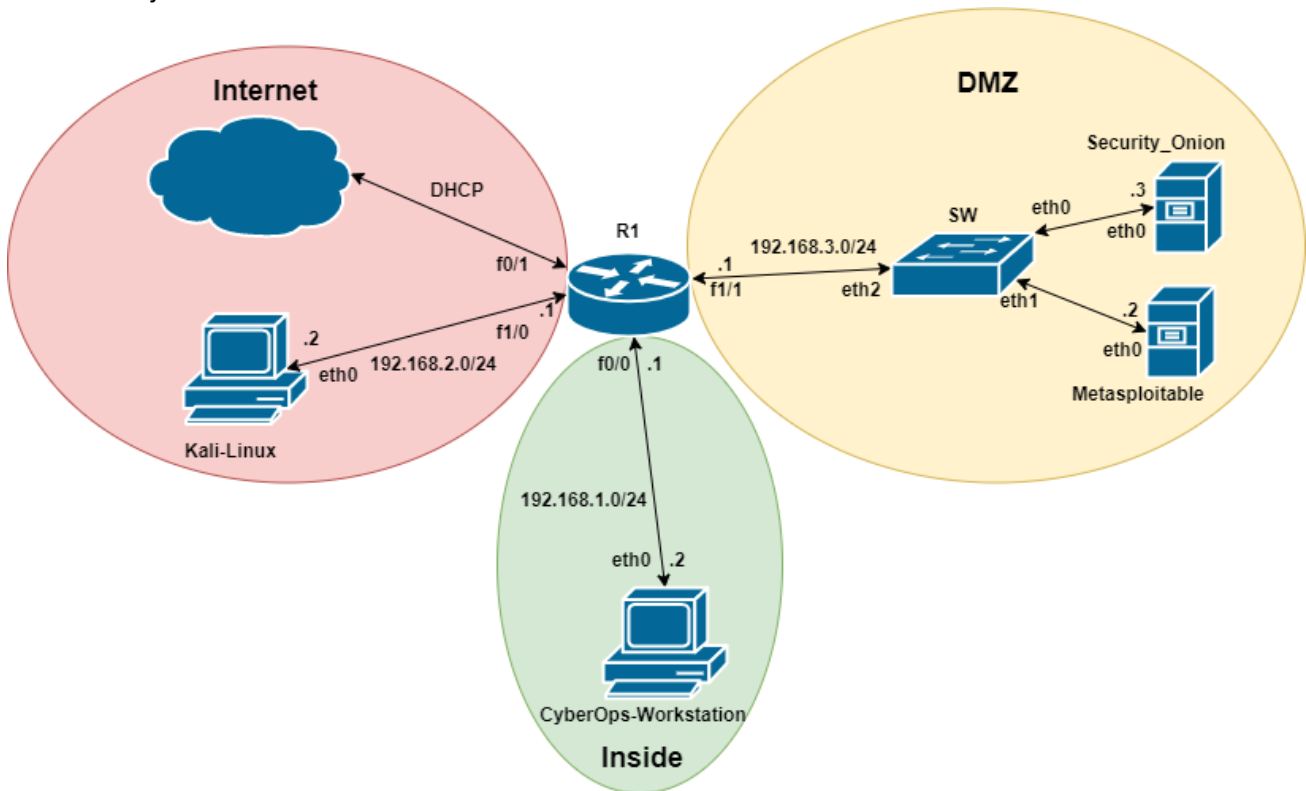 Internet
DHCP
f0/1
.1
f1/0
.2
eth0
192.168.2.0/24
Kali-Linux
R1
DMZ
Security_Onion
.3
eth0
eth0
SW
192.168.3.0/24
.1
f1/1
eth2
eth1
.2
eth0
Metasploitable
f0/0
.1
192.168.1.0/24
eth0
.2
CyberOps-Workstation
Inside